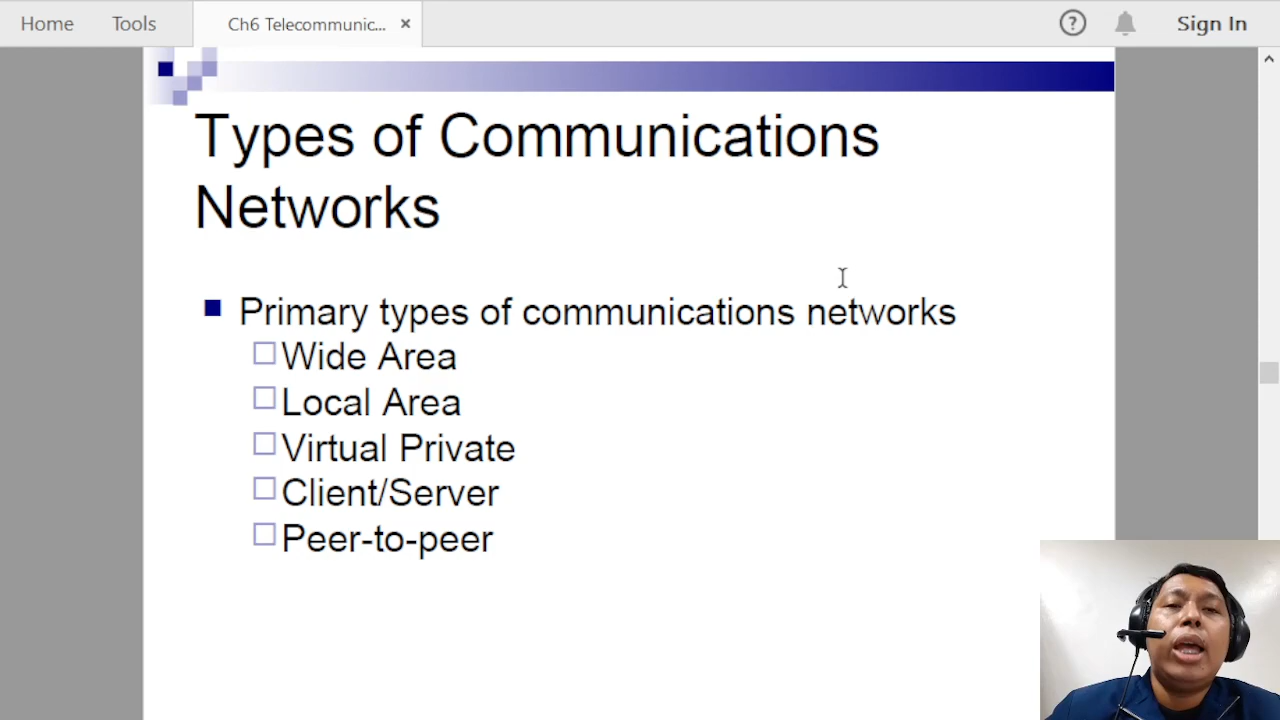 Home Tools Ch6 Telecommunic... × ? Sign In
Types of Communications
Networks
Primary types of communications networks
Wide Area
Local Area
Virtual Private
Client/Server
Peer-to-peer